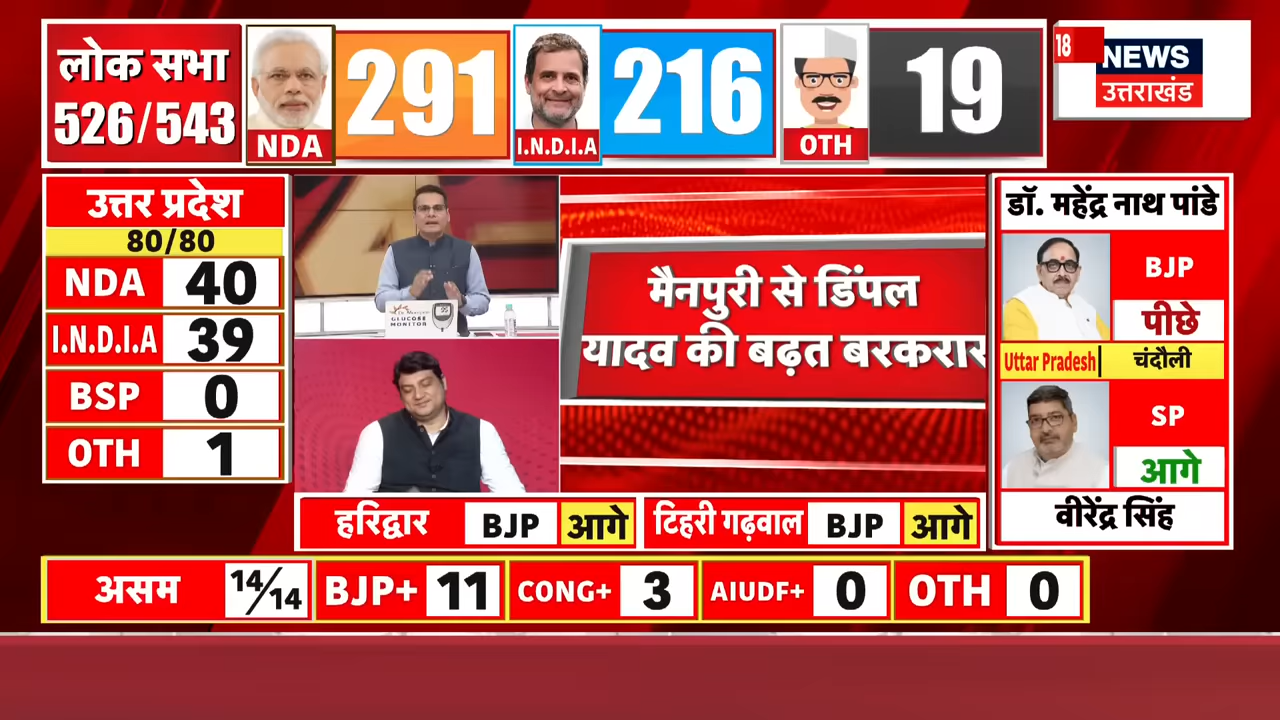 लोक सभा
526/543
NDA
291
I.N.D.I.A
216
OTH
19
18
NEWS
उत्तराखंड
उत्तर प्रदेश
80/80
NDA 40
I.N.D.I.A 39
BSP 0
OTH 1
GLUCOSE
MONITOR
मैनपुरी से डिंपल
यादव की बढ़त बरकरार
डॉ. महेंद्र नाथ पांडे
BJP
पीछे
Uttar Pradesh चंदौली
SP
आगे
वीरेंद्र सिंह
हरिद्वार BJP आगे
टिहरी गढ़वाल BJP आगे
असम 14/14 BJP+ 11 CONG+ 3 AIUDF+ 0 OTH 0